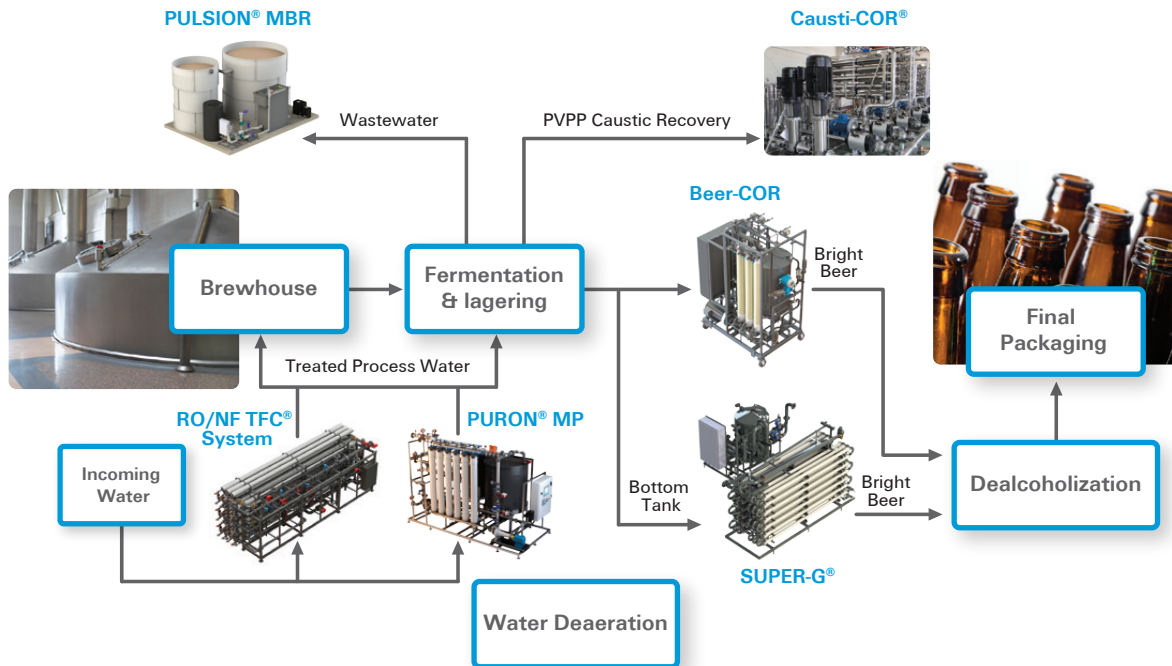 PULSION® MBR
Causti-COR®
Wastewater
PVPP Caustic Recovery
Beer-COR
Brewhouse
Fermentation
& lagering
Bright
Beer
Final
Packaging
Treated Process Water
RO/NF TFC®
System
PURON® MP
Incoming
Water
Bottom
Tank
Bright
Beer
Dealcoholization
SUPER-G®
Water Deaeration